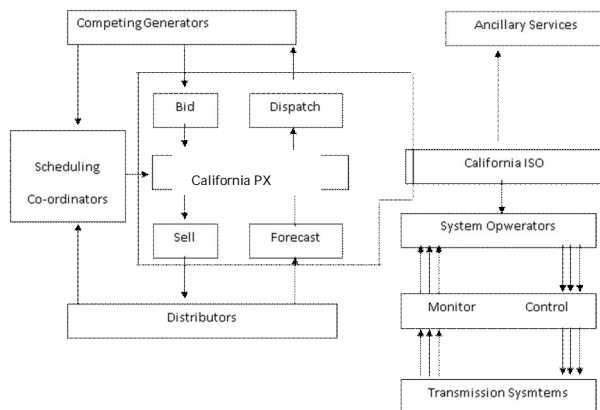 Competing Generators
Ancillary Services
Bid
Dispatch
Scheduling
Co-ordinators
California PX
California ISO
Sell
Forecast
System Opwerators
Distributors
Monitor
Control
Transmission Sysmtems